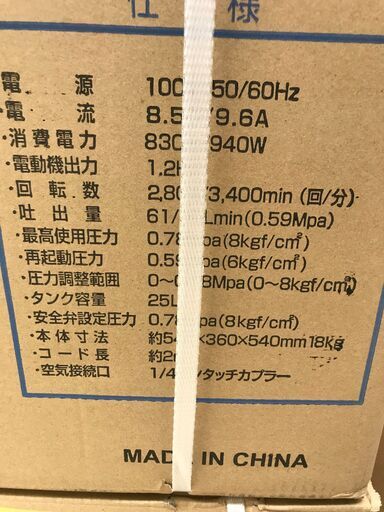 仕様
電源 100 50/60Hz
・電流 8.5 /9.6A
・消費電力 830 /940W
・電動機出力 1.2
・回転数 2,80 /3,400min (回/分)
・吐出量 61/ Lmin(0.59Mpa)
・最高使用圧力 0.78 pa(8kgf/c㎡)
・再起動圧力 0.59 pa(6kgf/c㎡)
・圧力調整範囲 0〜0. 8Mpa(0〜8kgf/c㎡)
・タンク容量 25L
・安全弁設定圧力 0.78 pa(8kgf/c㎡)
・本体寸法 約54 ×360×540mm 18Kg
・コード長 約2
・空気接続口 1/4 ンタッチカプラー
MAD IN CHINA